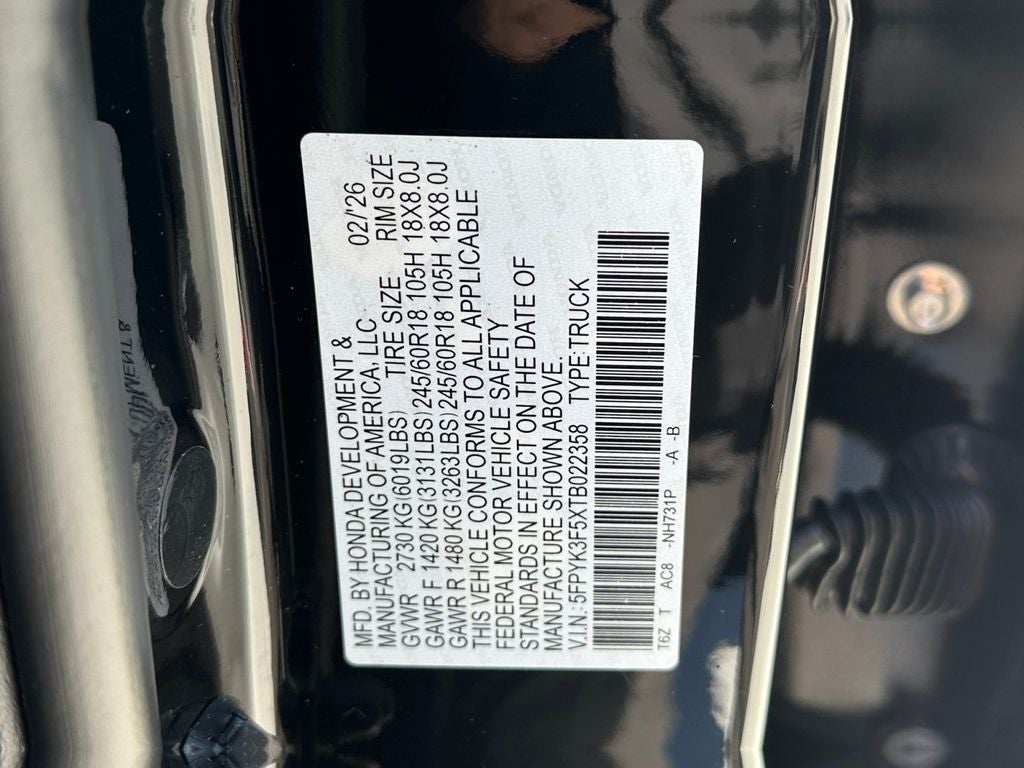 MFD. BY HONDA DEVELOPMENT &
MANUFACTURING OF AMERICA, LLC 02/'26
GVWR 2730 KG(6019LBS) TIRE SIZE RIM SIZE
GAWR F 1420 KG(3131LBS) 245/60R18 105H 18X8.0J
GAWR R 1480 KG(3263LBS) 245/60R18 105H 18X8.0J
THIS VEHICLE CONFORMS TO ALL APPLICABLE
FEDERAL MOTOR VEHICLE SAFETY
STANDARDS IN EFFECT ON THE DATE OF
MANUFACTURE SHOWN ABOVE.
V.I.N.:5FPYK3F5XTB022358 TYPE:TRUCK
T6Z T AC8 -NH731P -A -B